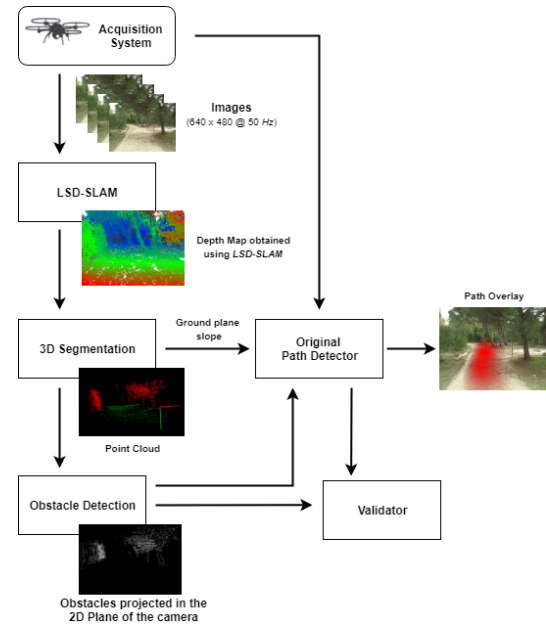 Acquisition
System
Images
(640 x 480 @ 50 Hz)
LSD-SLAM
Depth Map obtained
using LSD-SLAM
Path Overlay
Ground plane
slope
3D Segmentation
Original
Path Detector
Point Cloud
Obstacle Detection
Validator
Obstacles projected in the
2D Plane of the camera